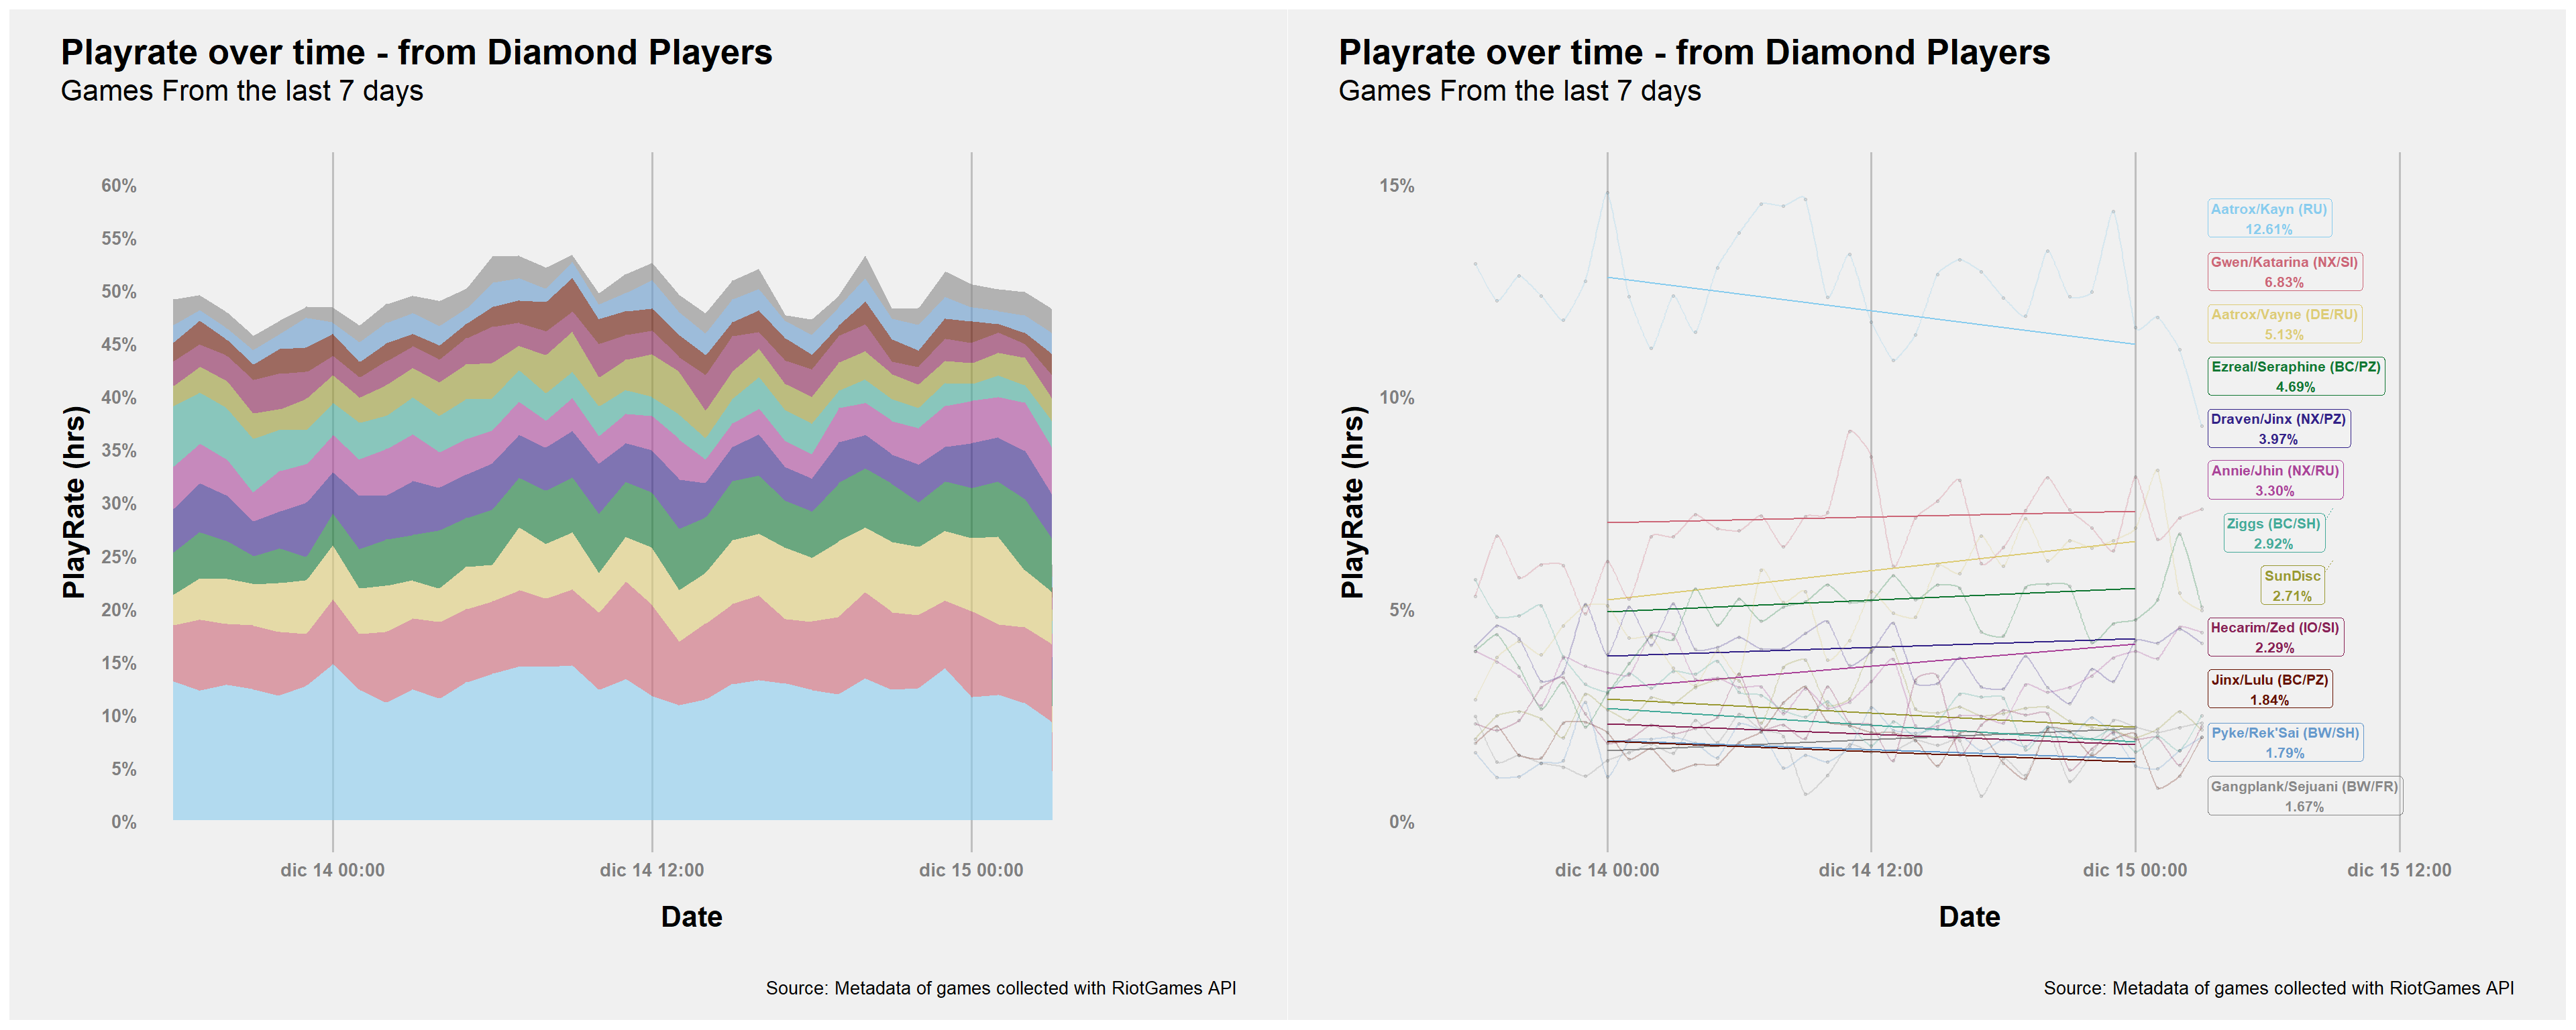 Playrate over time - from Diamond Players
Games From the last 7 days
PlayRate (hrs)
60%
55%
50%
45%
40%
35%
30%
25%
20%
15%
10%
5%
0%
dic 14 00:00
dic 14 12:00
dic 15 00:00
Date
Source: Metadata of games collected with RiotGames API
Playrate over time - from Diamond Players
Games From the last 7 days
PlayRate (hrs)
15%
10%
5%
0%
Aatrox/Kayn (RU)
12.61%
Gwen/Katarina (NX/SI)
6.83%
Aatrox/Vayne (DE/RU)
5.13%
Ezreal/Seraphine (BC/PZ)
4.69%
Draven/Jinx (NX/PZ)
3.97%
Annie/Jhin (NX/RU)
3.30%
Ziggs (BC/SH)
2.92%
SunDisc
2.71%
Hecarim/Zed (IO/SI)
2.29%
Jinx/Lulu (BC/PZ)
1.84%
Pyke/Rek'Sai (BW/SH)
1.79%
Gangplank/Sejuani (BW/FR)
1.67%
dic 14 00:00
dic 14 12:00
dic 15 00:00
dic 15 12:00
Date
Source: Metadata of games collected with RiotGames API